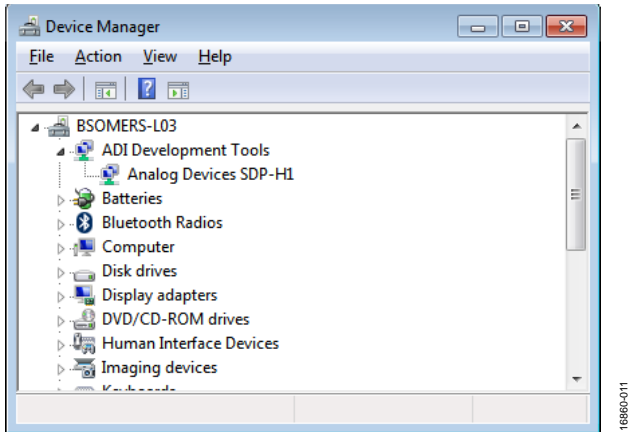 Device Manager
File Action View Help
BSOMERS-L03
ADI Development Tools
Analog Devices SDP-H1
Batteries
Bluetooth Radios
Computer
Disk drives
Display adapters
DVD/CD-ROM drives
Human Interface Devices
Imaging devices
Keyboards
16860-011